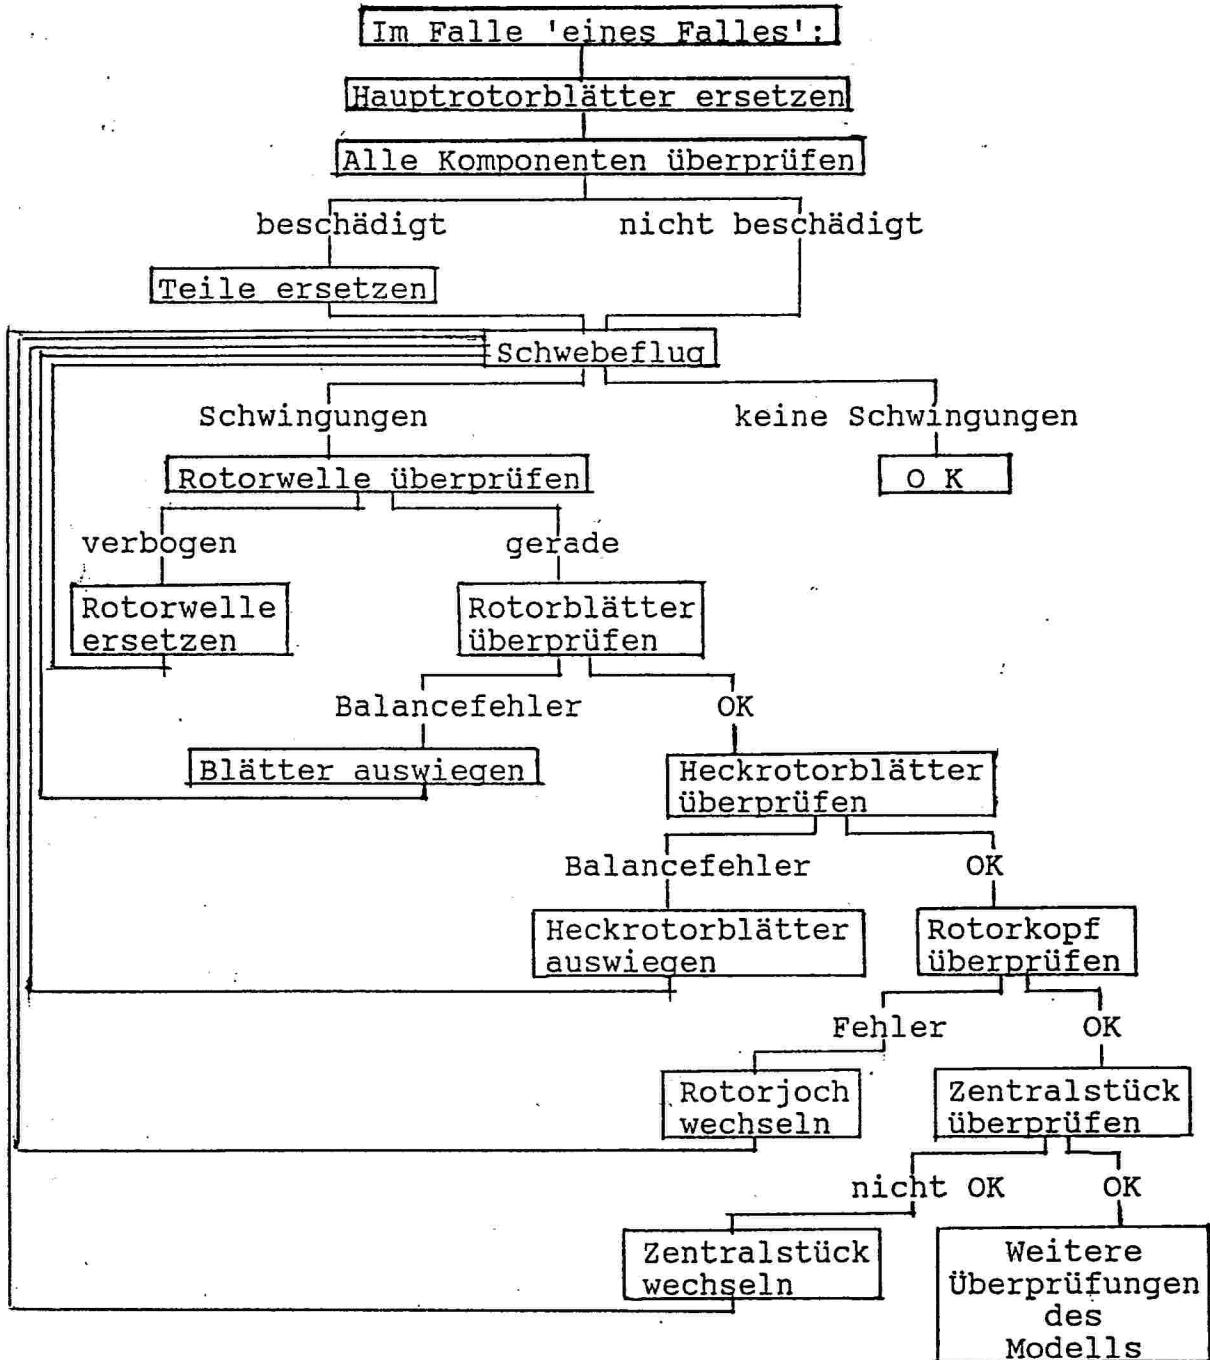 Im Falle 'eines Falles':
Hauptrotorblätter ersetzen
Alle Komponenten überprüfen
beschädigt
nicht beschädigt
Teile ersetzen
Schwebeflug
Schwingungen
keine Schwingungen
Rotorwelle überprüfen
O K
verbogen
gerade
Rotorwelle
ersetzen
Rotorblätter
überprüfen
Balancefehler
OK
Blätter auswiegen
Heckrotorblätter
überprüfen
Balancefehler
OK
Heckrotorblätter
auswiegen
Rotorkopf
überprüfen
Fehler
OK
Rotorjoch
wechseln
Zentralstück
überprüfen
nicht OK
OK
Zentralstück
wechseln
Weitere
Überprüfungen
des
Modells